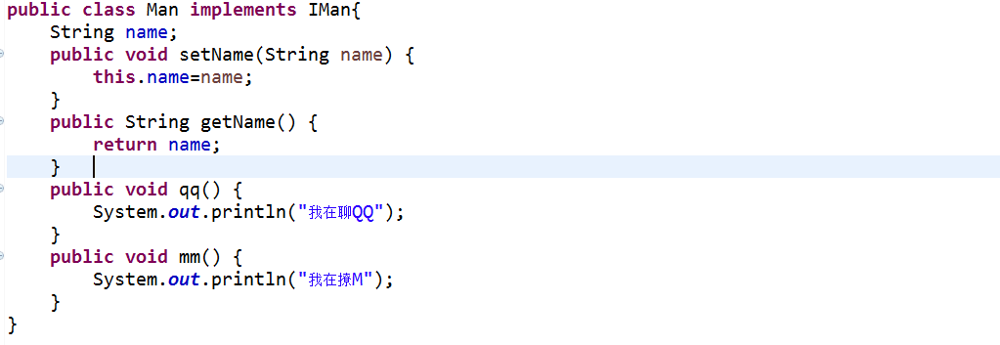 public class Man implements IMan{
    String name;
    public void setName(String name) {
        this.name=name;
    }
    public String getName() {
        return name;
    }
    public void qq() {
        System.out.println("我在聊QQ");
    }
    public void mm() {
        System.out.println("我在撩M");
    }
}